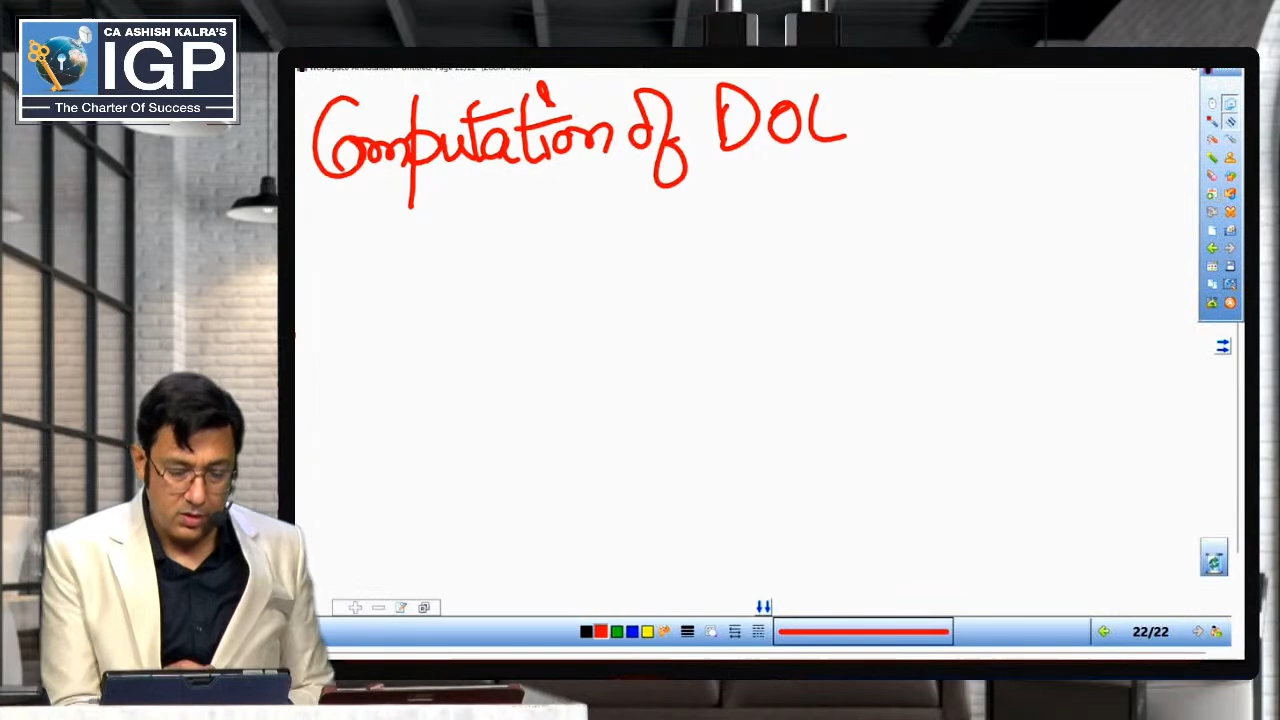 CA ASHISH KALRA'S
IGP
The Charter Of Success
Computation of DOL
22/22